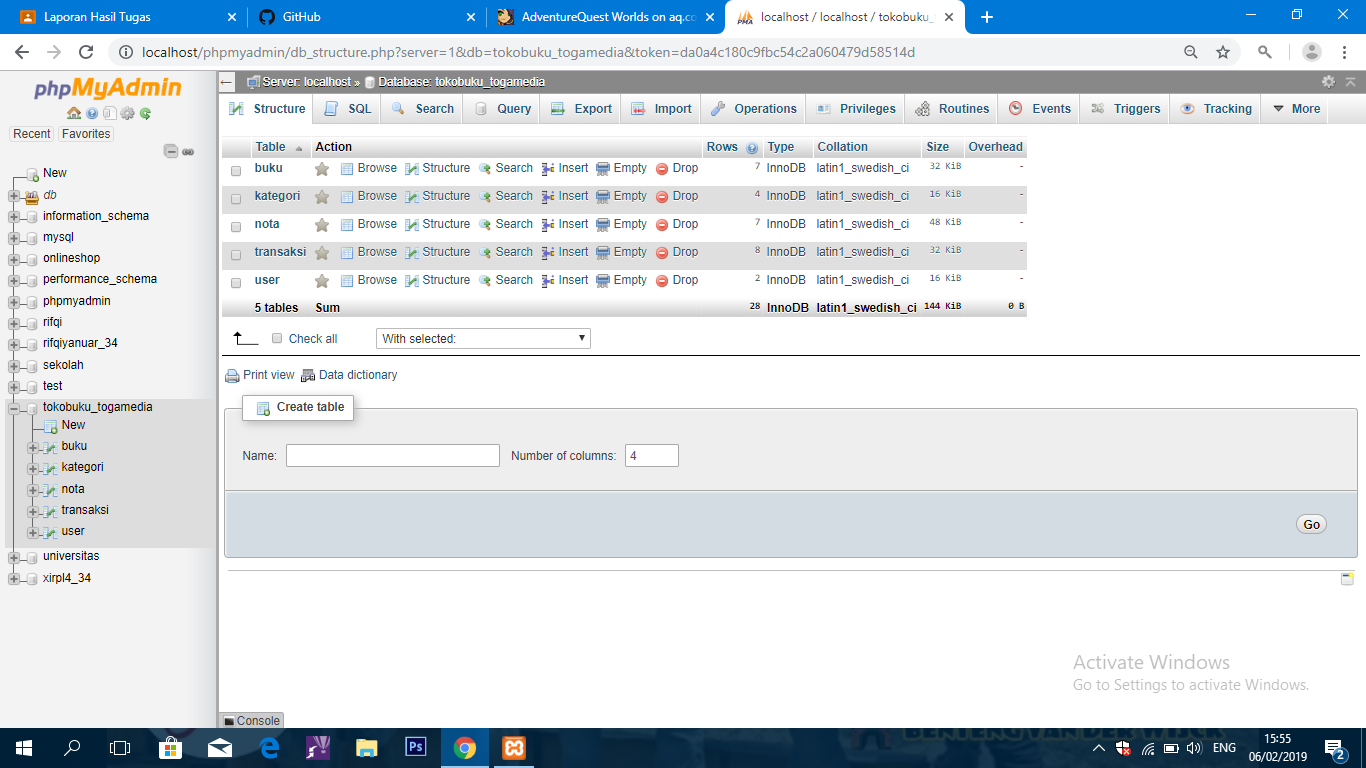 Laporan Hasil Tugas
GitHub
AdventureQuest Worlds on aq.co
localhost / localhost / tokobuku_
localhost/phpmyadmin/db_structure.php?server=1&db=tokobuku_togamedia&token=da0a4c180c9fbc54c2a060479d58514d
phpMyAdmin
Recent Favorites
New
db
information_schema
mysql
onlineshop
performance_schema
phpmyadmin
rifqi
rifqiyanuar_34
sekolah
test
tokobuku_togamedia
New
buku
kategori
nota
transaksi
user
universitas
xirpl4_34
Server: localhost » Database: tokobuku_togamedia
Structure SQL Search Query Export Import Operations Privileges Routines Events Triggers Tracking More
Table Action Rows Type Collation Size Overhead
buku Browse Structure Search Insert Empty Drop 7 InnoDB latin1_swedish_ci 32 KiB -
kategori Browse Structure Search Insert Empty Drop 4 InnoDB latin1_swedish_ci 16 KiB -
nota Browse Structure Search Insert Empty Drop 7 InnoDB latin1_swedish_ci 48 KiB -
transaksi Browse Structure Search Insert Empty Drop 8 InnoDB latin1_swedish_ci 32 KiB -
user Browse Structure Search Insert Empty Drop 2 InnoDB latin1_swedish_ci 16 KiB -
5 tables Sum 28 InnoDB latin1_swedish_ci 144 KiB 0 B
Check all With selected:
Print view Data dictionary
Create table
Name: Number of columns: 4
Go
Activate Windows
Go to Settings to activate Windows.
Console
Ps
ENG
15:55
06/02/2019
2